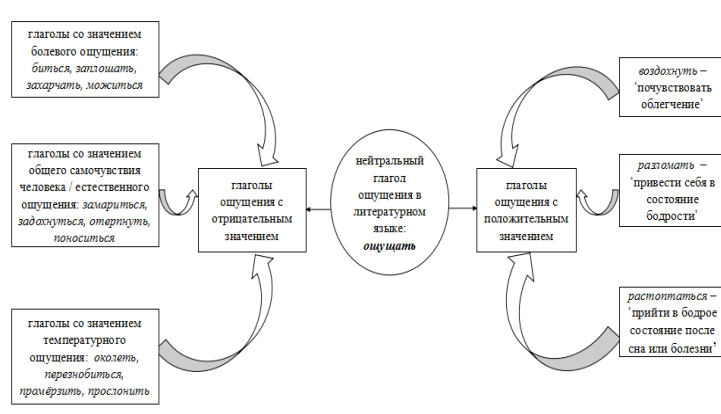 глаголы со значением
болевого ощущения:
биться, заплошать,
захарчать, можиться
глаголы со значением
общего самочувствия
человека / естественного
ощущения: замариться,
задохнуться, отерпнуть,
поноситься
глаголы со значением
температурного
ощущения: околеть,
перезнобиться,
промёрзить, прослонить
глаголы
ощущения с
отрицательным
значением
нейтральный
глагол
ощущения в
литературном
языке:
ощущать
глаголы
ощущения с
положительным
значением
воздохнуть –
‘почувствовать
облегчение’
разломать –
‘привести себя в
состояние
бодрости’
растоптаться –
‘прийти в бодрое
состояние после
сна или болезни’